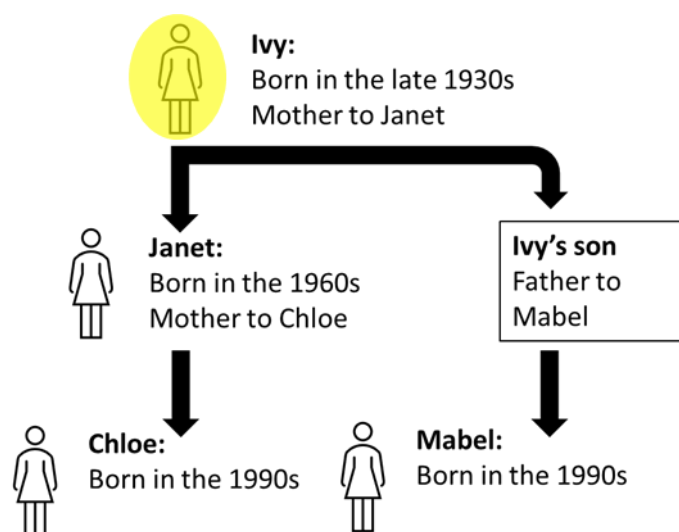 Ivy:
Born in the late 1930s
Mother to Janet
Janet:
Born in the 1960s
Mother to Chloe
Ivy’s son
Father to
Mabel
Chloe:
Born in the 1990s
Mabel:
Born in the 1990s